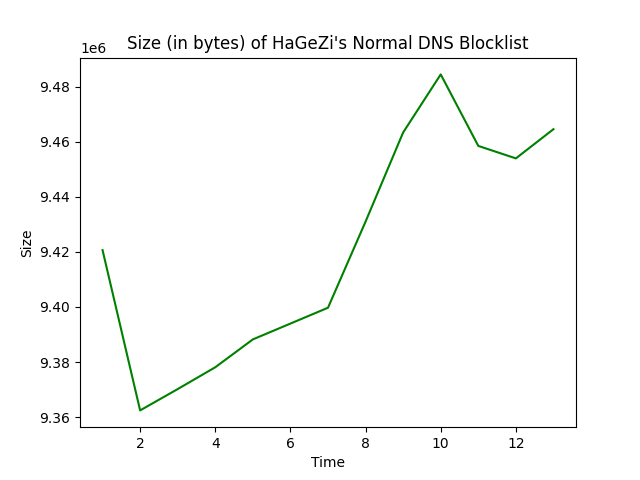 Size (in bytes) of HaGeZi's Normal DNS Blocklist
1e6
9.48
9.46
9.44
9.42
9.40
9.38
9.36
Size
2 4 6 8 10 12
Time